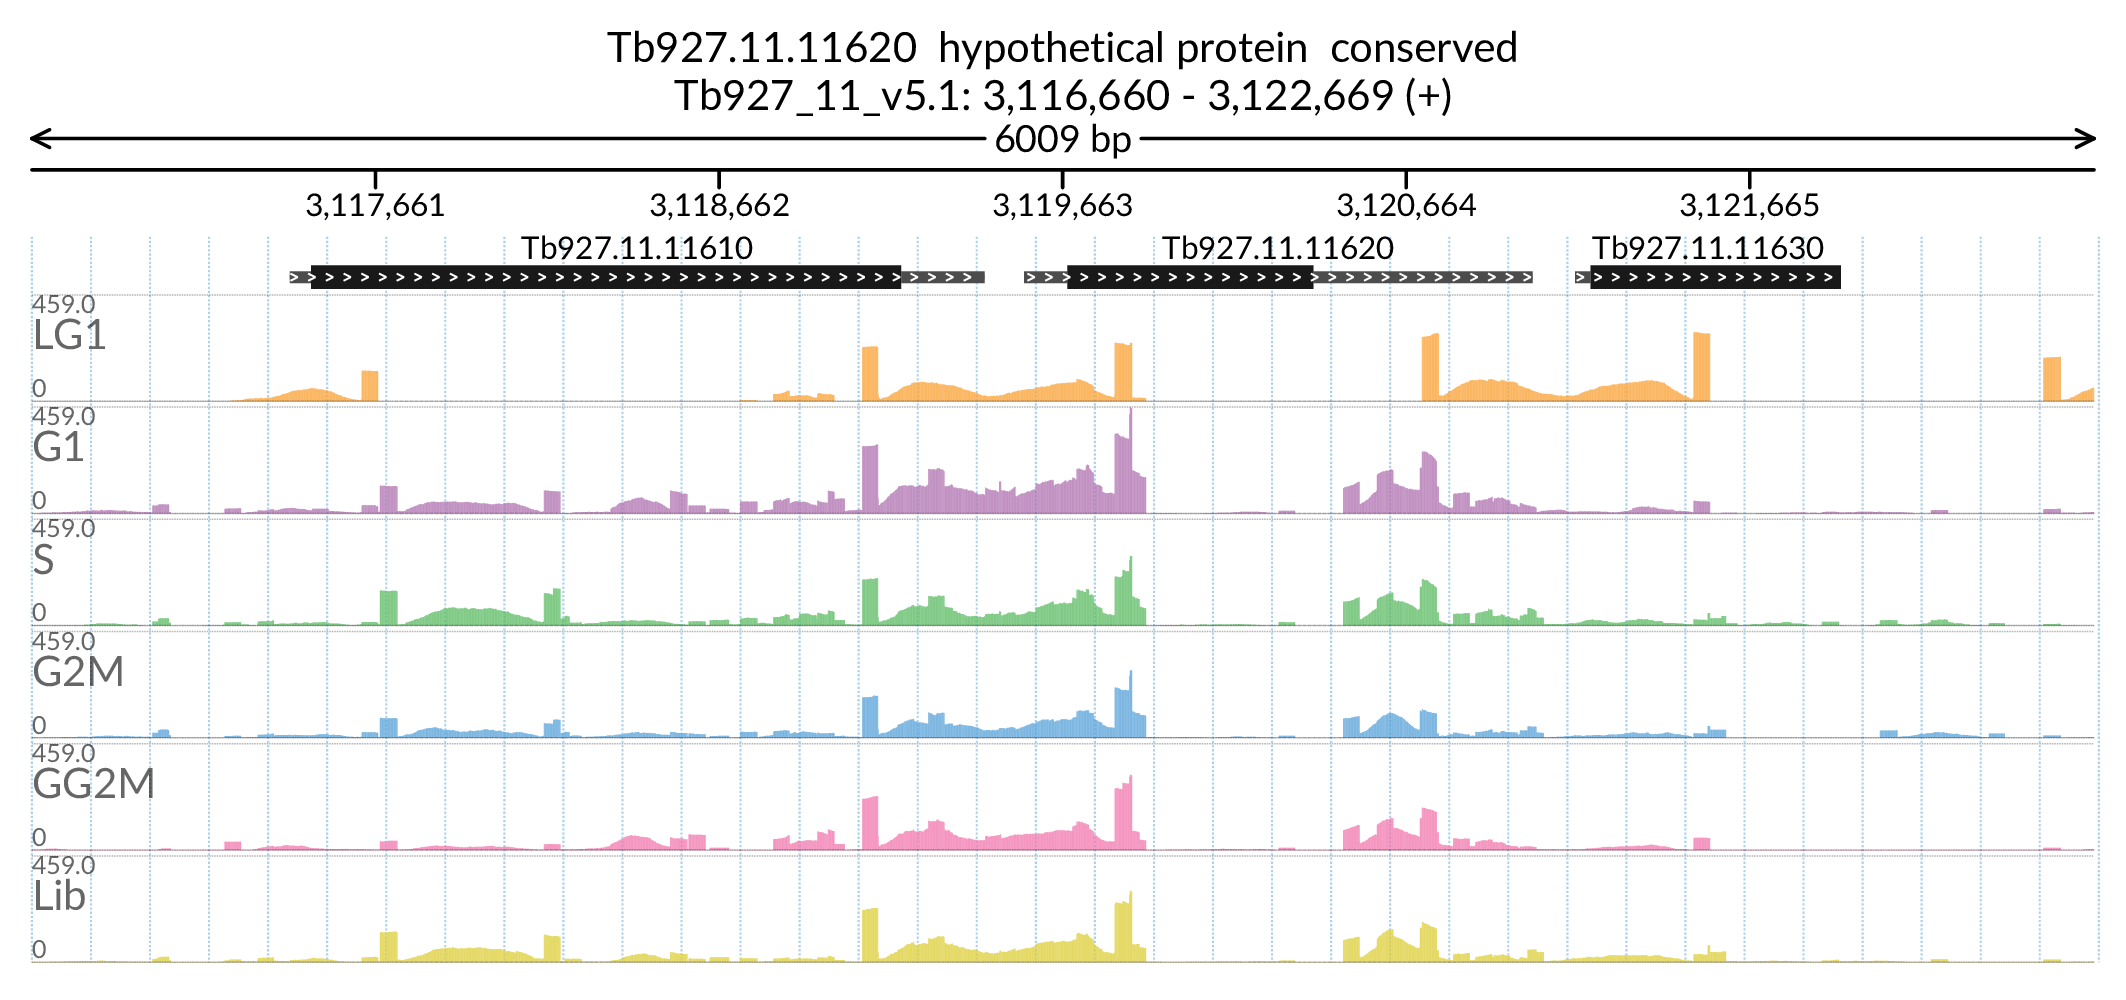 Tb927.11.11620 hypothetical protein conserved
Tb927_11_v5.1: 3,116,660 - 3,122,669 (+)
6009 bp
3,117,661 3,118,662 3,119,663 3,120,664 3,121,665
Tb927.11.11610 Tb927.11.11620 Tb927.11.11630
459.0
LG1
0
459.0
G1
0
459.0
S
0
459.0
G2M
0
459.0
GG2M
0
459.0
Lib
0